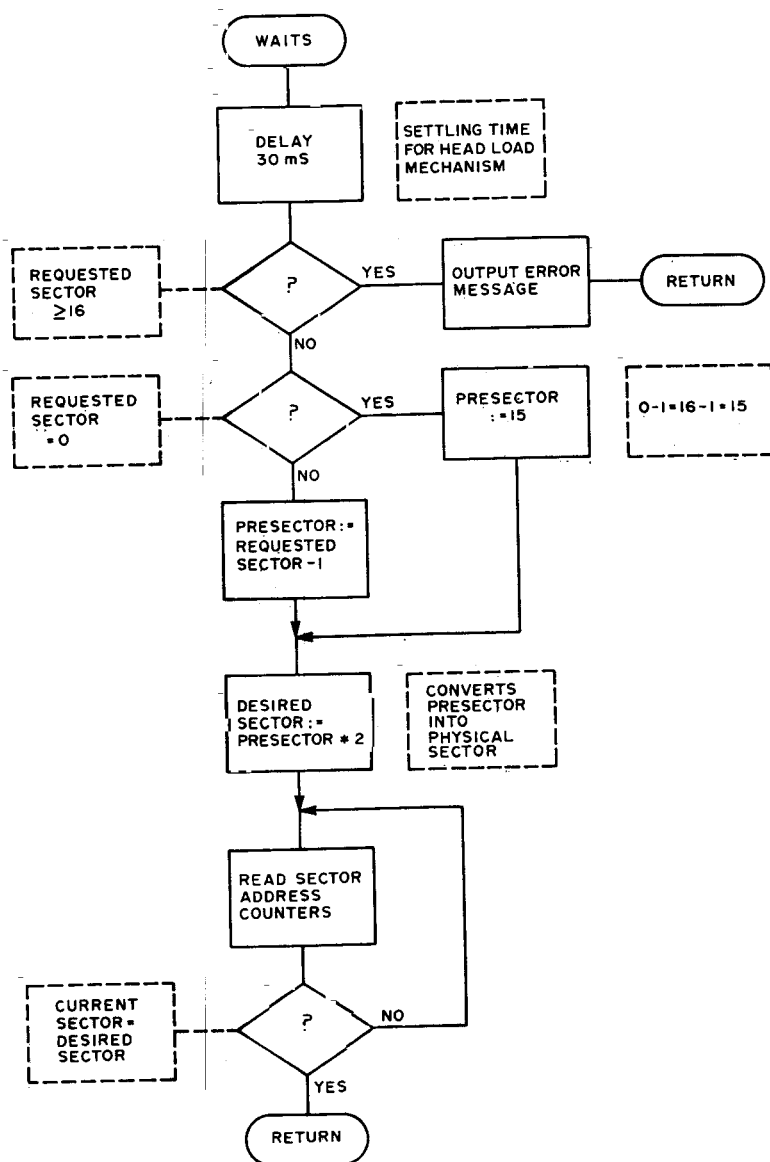 WAITS
DELAY
30 mS
SETTLING TIME
FOR HEAD LOAD
MECHANISM
REQUESTED
SECTOR
≥16
?
YES
OUTPUT ERROR
MESSAGE
RETURN
NO
REQUESTED
SECTOR
=0
?
YES
PRESECTOR
:=15
0-1=16-1=15
NO
PRESECTOR:=
REQUESTED
SECTOR-1
DESIRED
SECTOR:=
PRESECTOR * 2
CONVERTS
PRESECTOR
INTO
PHYSICAL
SECTOR
READ SECTOR
ADDRESS
COUNTERS
CURRENT
SECTOR=
DESIRED
SECTOR
?
NO
YES
RETURN